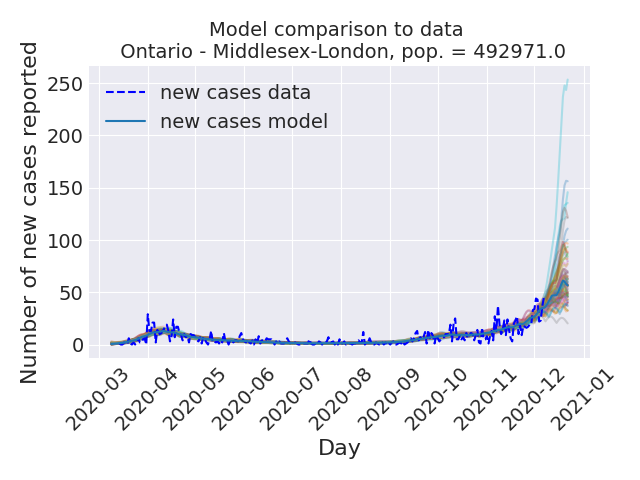 Model comparison to data
Ontario - Middlesex-London, pop. = 492971.0
Number of new cases reported
250
200
150
100
50
0
new cases data
new cases model
2020-03
2020-04
2020-05
2020-06
2020-07
2020-08
2020-09
2020-10
2020-11
2020-12
2021-01
Day